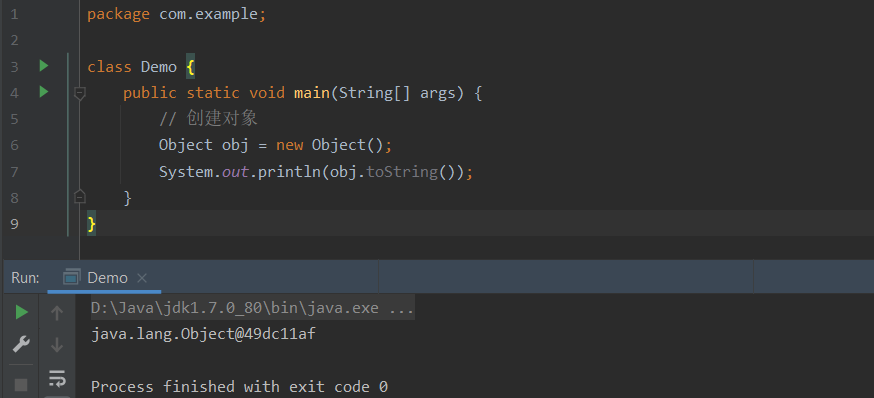 1 package com.example;
2
3 class Demo {
4 public static void main(String[] args) {
5 // 创建对象
6 Object obj = new Object();
7 System.out.println(obj.toString());
8 }
9 }
Run: Demo ×
D:\Java\jdk1.7.0_80\bin\java.exe ...
java.lang.Object@49dc11af
Process finished with exit code 0